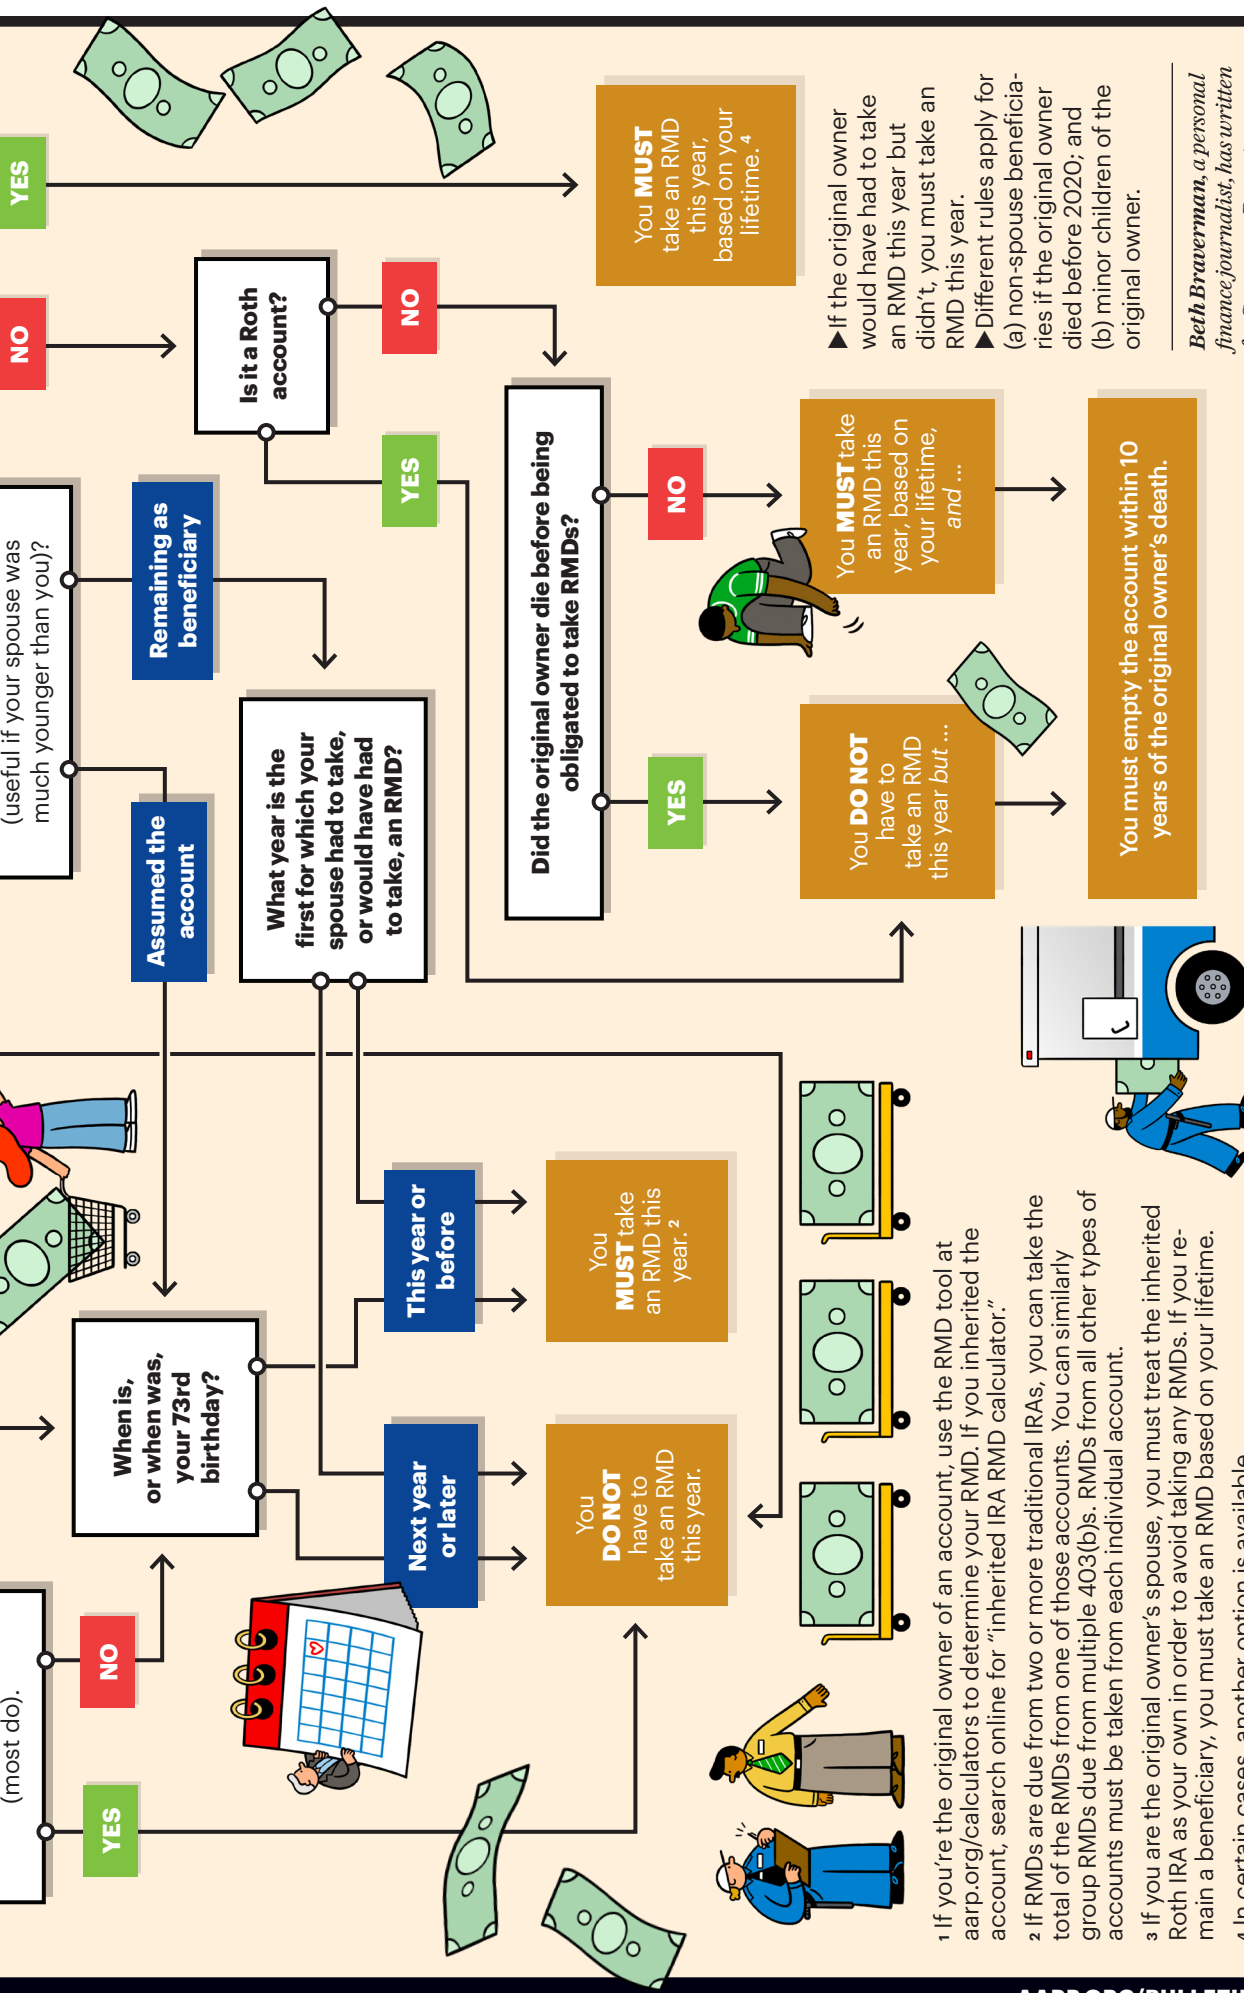 (most do).
YES
NO
When is,
or when was,
your 73rd
birthday?
Next year
or later
This year or
before
You
DO NOT
have to
take an RMD
this year.
You
MUST take
an RMD this
year. 2
(useful if your spouse was
much younger than you)?
Assumed the
account
Remaining as
beneficiary
What year is the
first for which your
spouse had to take,
or would have had
to take, an RMD?
NO
YES
Is it a Roth
account?
YES
NO
Did the original owner die before being
obligated to take RMDs?
YES
NO
You DO NOT
have to
take an RMD
this year but ...
You MUST take
an RMD this
year, based on
your lifetime,
and ...
You must empty the account within 10
years of the original owner’s death.
You MUST
take an RMD
this year,
based on your
lifetime. 4
▶If the original owner
would have had to take
an RMD this year but
didn’t, you must take an
RMD this year.
▶Different rules apply for
(a) non-spouse beneficia-
ries if the original owner
died before 2020; and
(b) minor children of the
original owner.
Beth Braverman, a personal
finance journalist, has written
1 If you’re the original owner of an account, use the RMD tool at
aarp.org/calculators to determine your RMD. If you inherited the
account, search online for “inherited IRA RMD calculator.”
2 If RMDs are due from two or more traditional IRAs, you can take the
total of the RMDs from one of those accounts. You can similarly
group RMDs due from multiple 403(b)s. RMDs from all other types of
accounts must be taken from each individual account.
3 If you are the original owner’s spouse, you must treat the inherited
Roth IRA as your own in order to avoid taking any RMDs. If you re-
main a beneficiary, you must take an RMD based on your lifetime.
4 In certain cases, another option is available